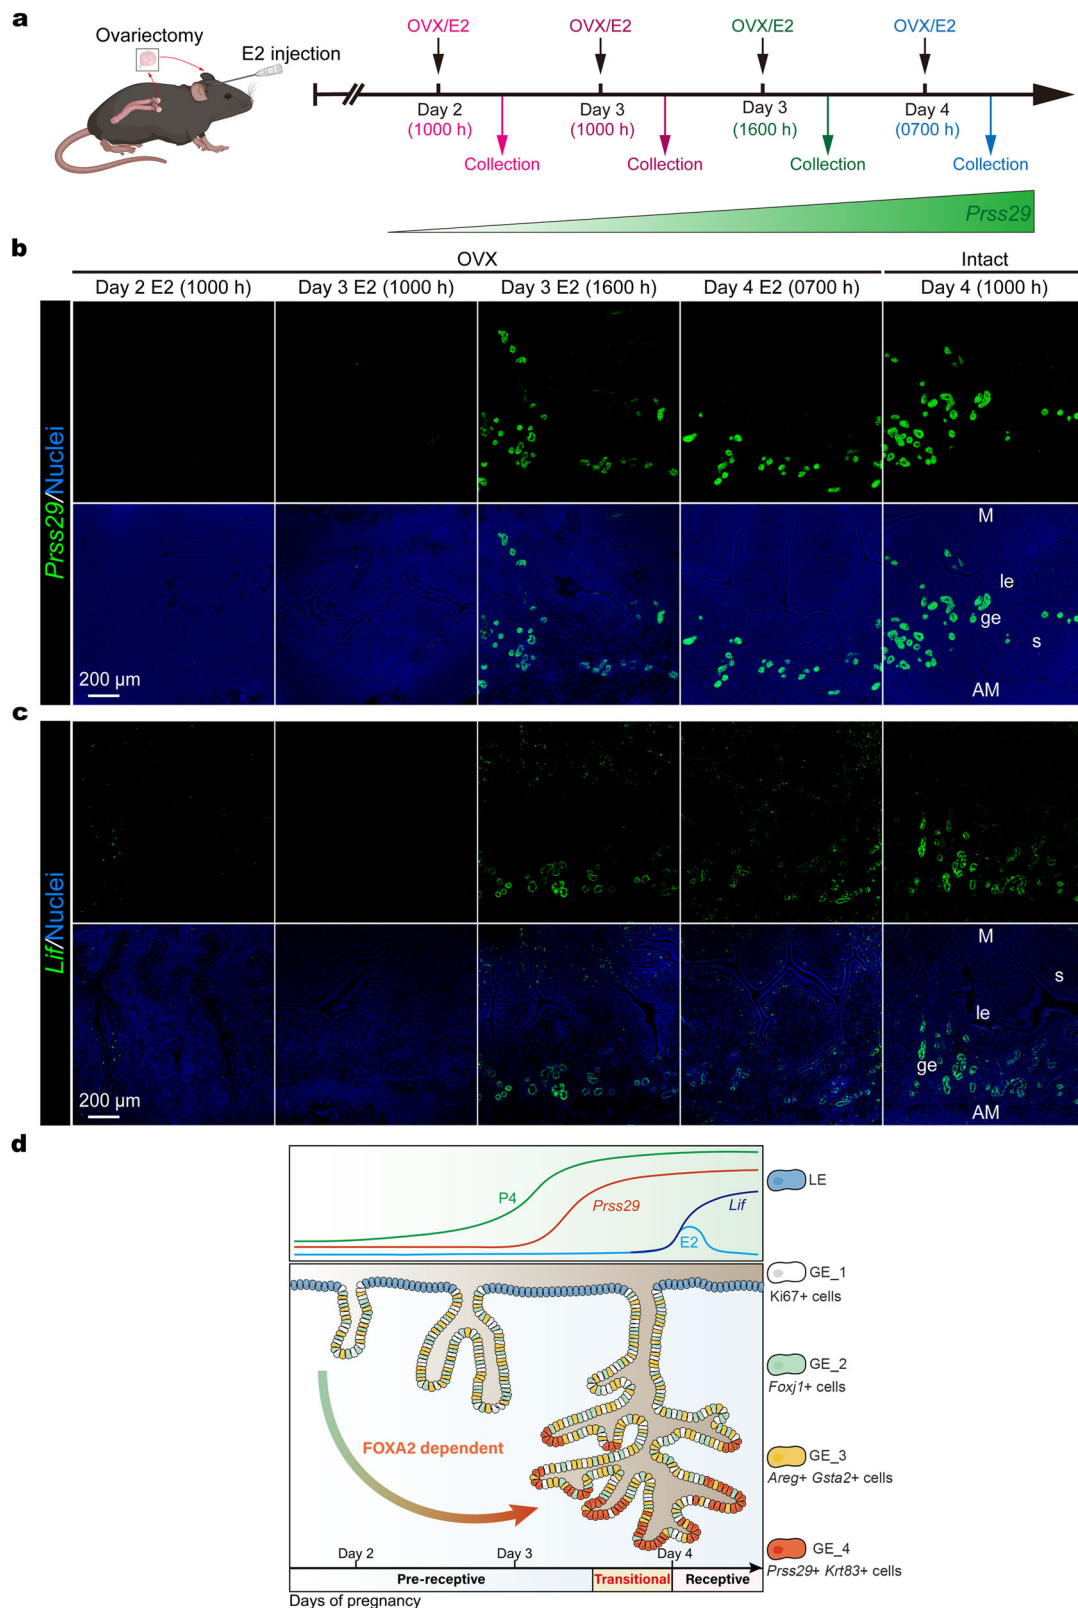 a
Ovariectomy
E2 injection
OVX/E2 OVX/E2 OVX/E2 OVX/E2
Day 2 Day 3 Day 3 Day 4
(1000 h) (1000 h) (1600 h) (0700 h)
Collection Collection Collection Collection
Prss29
b
OVX Intact
Day 2 E2 (1000 h) Day 3 E2 (1000 h) Day 3 E2 (1600 h) Day 4 E2 (0700 h) Day 4 (1000 h)
Prss29/Nuclei
M
le
ge
s
AM
200 µm
c
Lif/Nuclei
M
s
le
ge
AM
200 µm
d
P4
Prss29
Lif
E2
LE
GE_1
Ki67+ cells
GE_2
Foxj1+ cells
FOXA2 dependent
GE_3
Areg+ Gsta2+ cells
GE_4
Prss29+ Krt83+ cells
Day 2 Day 3 Day 4
Pre-receptive Transitional Receptive
Days of pregnancy